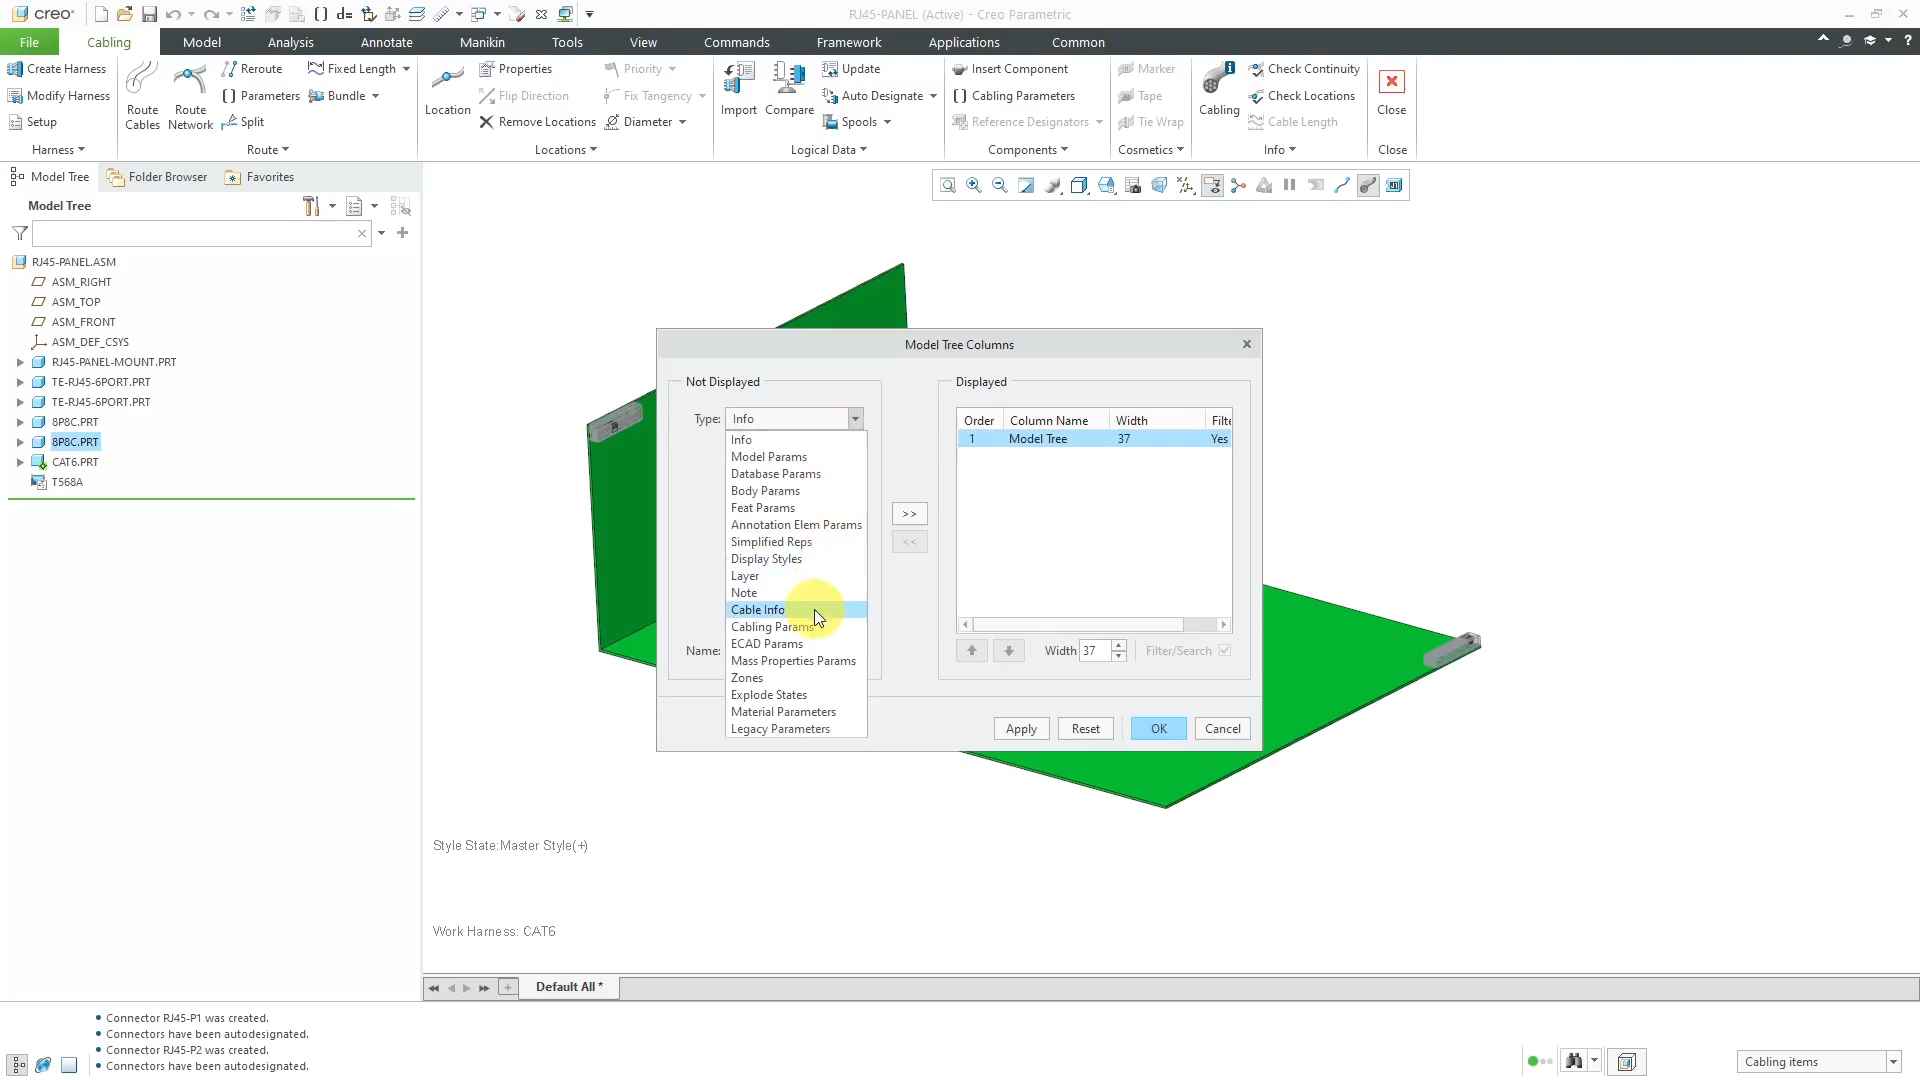 creo
d=
RJ45-PANEL (Active) - Creo Parametric
File
Cabling
Model
Analysis
Annotate
Manikin
Tools
View
Commands
Framework
Applications
Common
Create Harness
Modify Harness
Setup
Harness
Route Cables
Route Network
Reroute
Parameters
Split
Fixed Length
Bundle
Route
Location
Properties
Flip Direction
Remove Locations
Priority
Fix Tangency
Diameter
Locations
Import
Compare
Update
Auto Designate
Spools
Logical Data
Insert Component
Cabling Parameters
Reference Designators
Components
Marker
Tape
Tie Wrap
Cosmetics
Cabling
Check Continuity
Check Locations
Cable Length
Info
Close
Close
Model Tree
Folder Browser
Favorites
Model Tree
RJ45-PANEL.ASM
ASM_RIGHT
ASM_TOP
ASM_FRONT
ASM_DEF_CSYS
RJ45-PANEL-MOUNT.PRT
TE-RJ45-6PORT.PRT
TE-RJ45-6PORT.PRT
8P8C.PRT
8P8C.PRT
CAT6.PRT
T568A
Model Tree Columns
Not Displayed
Type: Info
Info
Model Params
Database Params
Body Params
Feat Params
Annotation Elem Params
Simplified Reps
Display Styles
Layer
Note
Cable Info
Cabling Params
ECAD Params
Mass Properties Params
Zones
Explode States
Material Parameters
Legacy Parameters
Name:
>>
<<
Displayed
Order Column Name Width Filte
1 Model Tree 37 Yes
Width 37
Filter/Search
Apply
Reset
OK
Cancel
Style State:Master Style(+)
Work Harness: CAT6
Default All *
Connector RJ45-P1 was created.
Connectors have been autodesignated.
Connector RJ45-P2 was created.
Connectors have been autodesignated.
Cabling items